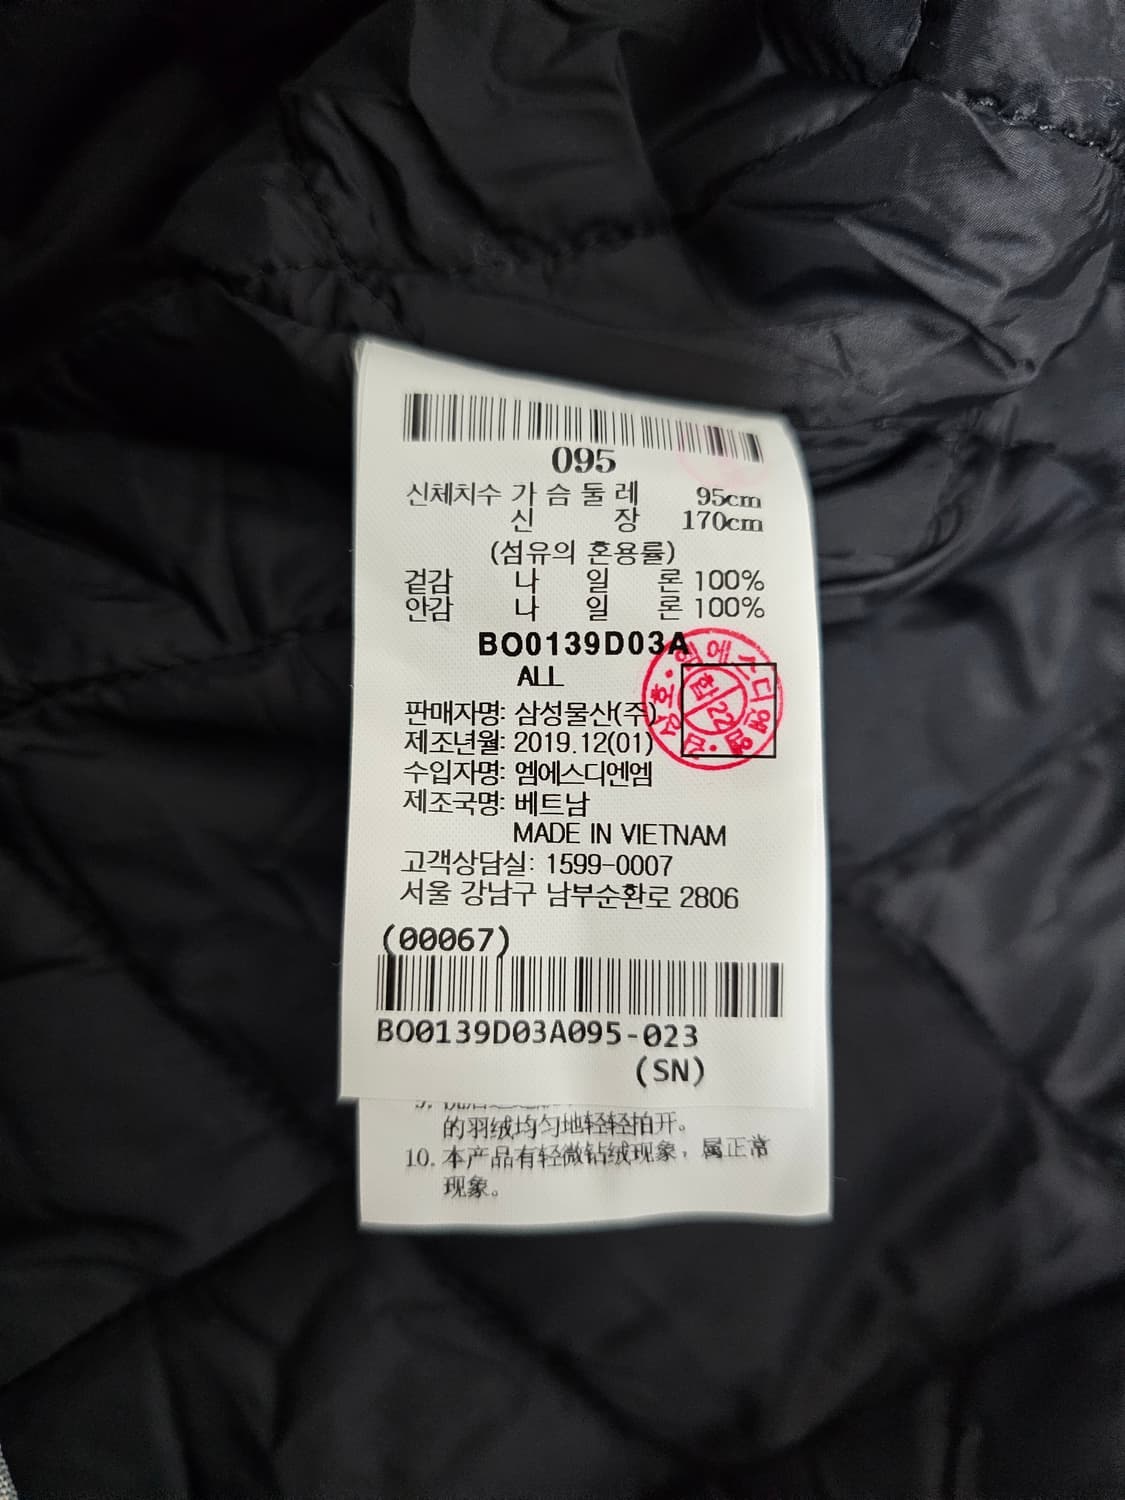 095
신체치수 가 슴 둘 레 95cm
신 장 170cm
(섬유의 혼용률)
겉감 나 일 론 100%
안감 나 일 론 100%
BO0139D03A
ALL
판매자명: 삼성물산(주)
제조년월: 2019.12(01)
수입자명: 엠에스디엔엠
제조국명: 베트남
MADE IN VIETNAM
고객상담실: 1599-0007
서울 강남구 남부순환로 2806
합
22
격
(00067)
BO0139D03A095-023
(SN)
的羽绒均匀地轻轻拍开。
10. 本产品有轻微钻绒现象，属正常
现象。